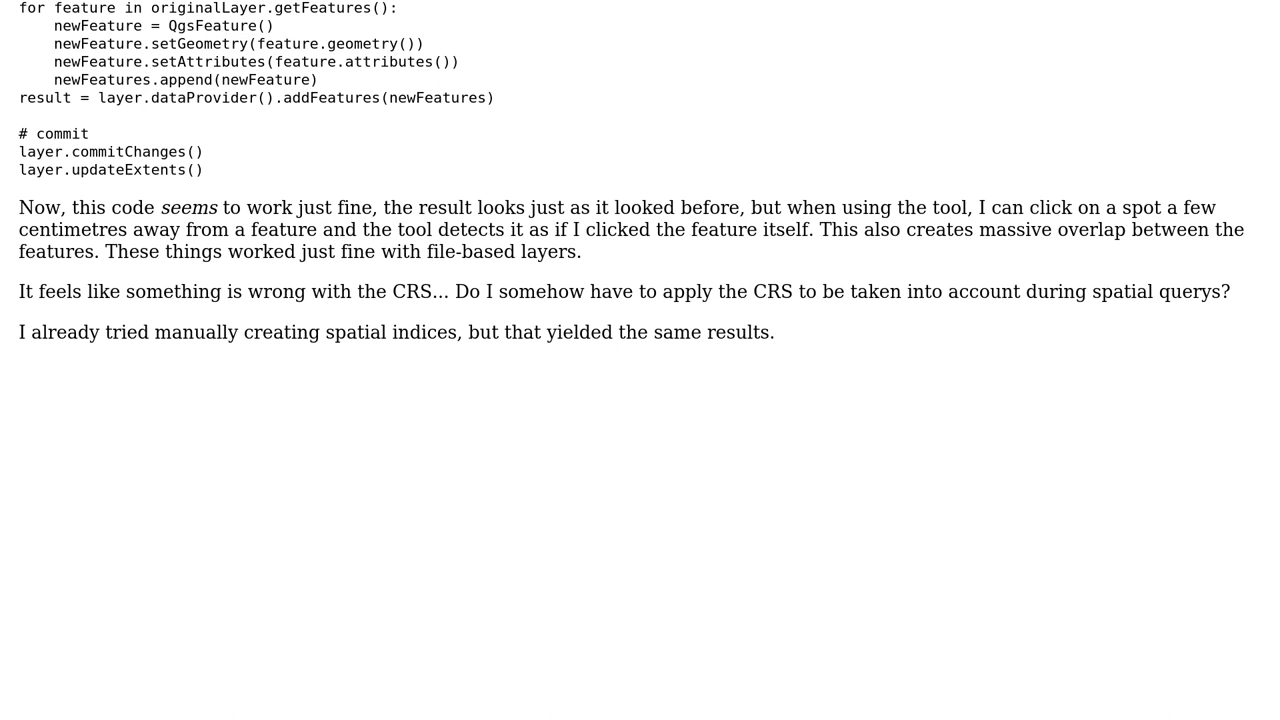 for feature in originalLayer.getFeatures():
    newFeature = QgsFeature()
    newFeature.setGeometry(feature.geometry())
    newFeature.setAttributes(feature.attributes())
    newFeatures.append(newFeature)
result = layer.dataProvider().addFeatures(newFeatures)

# commit
layer.commitChanges()
layer.updateExtents()

Now, this code seems to work just fine, the result looks just as it looked before, but when using the tool, I can click on a spot a few
centimetres away from a feature and the tool detects it as if I clicked the feature itself. This also creates massive overlap between the
features. These things worked just fine with file-based layers.

It feels like something is wrong with the CRS... Do I somehow have to apply the CRS to be taken into account during spatial querys?

I already tried manually creating spatial indices, but that yielded the same results.